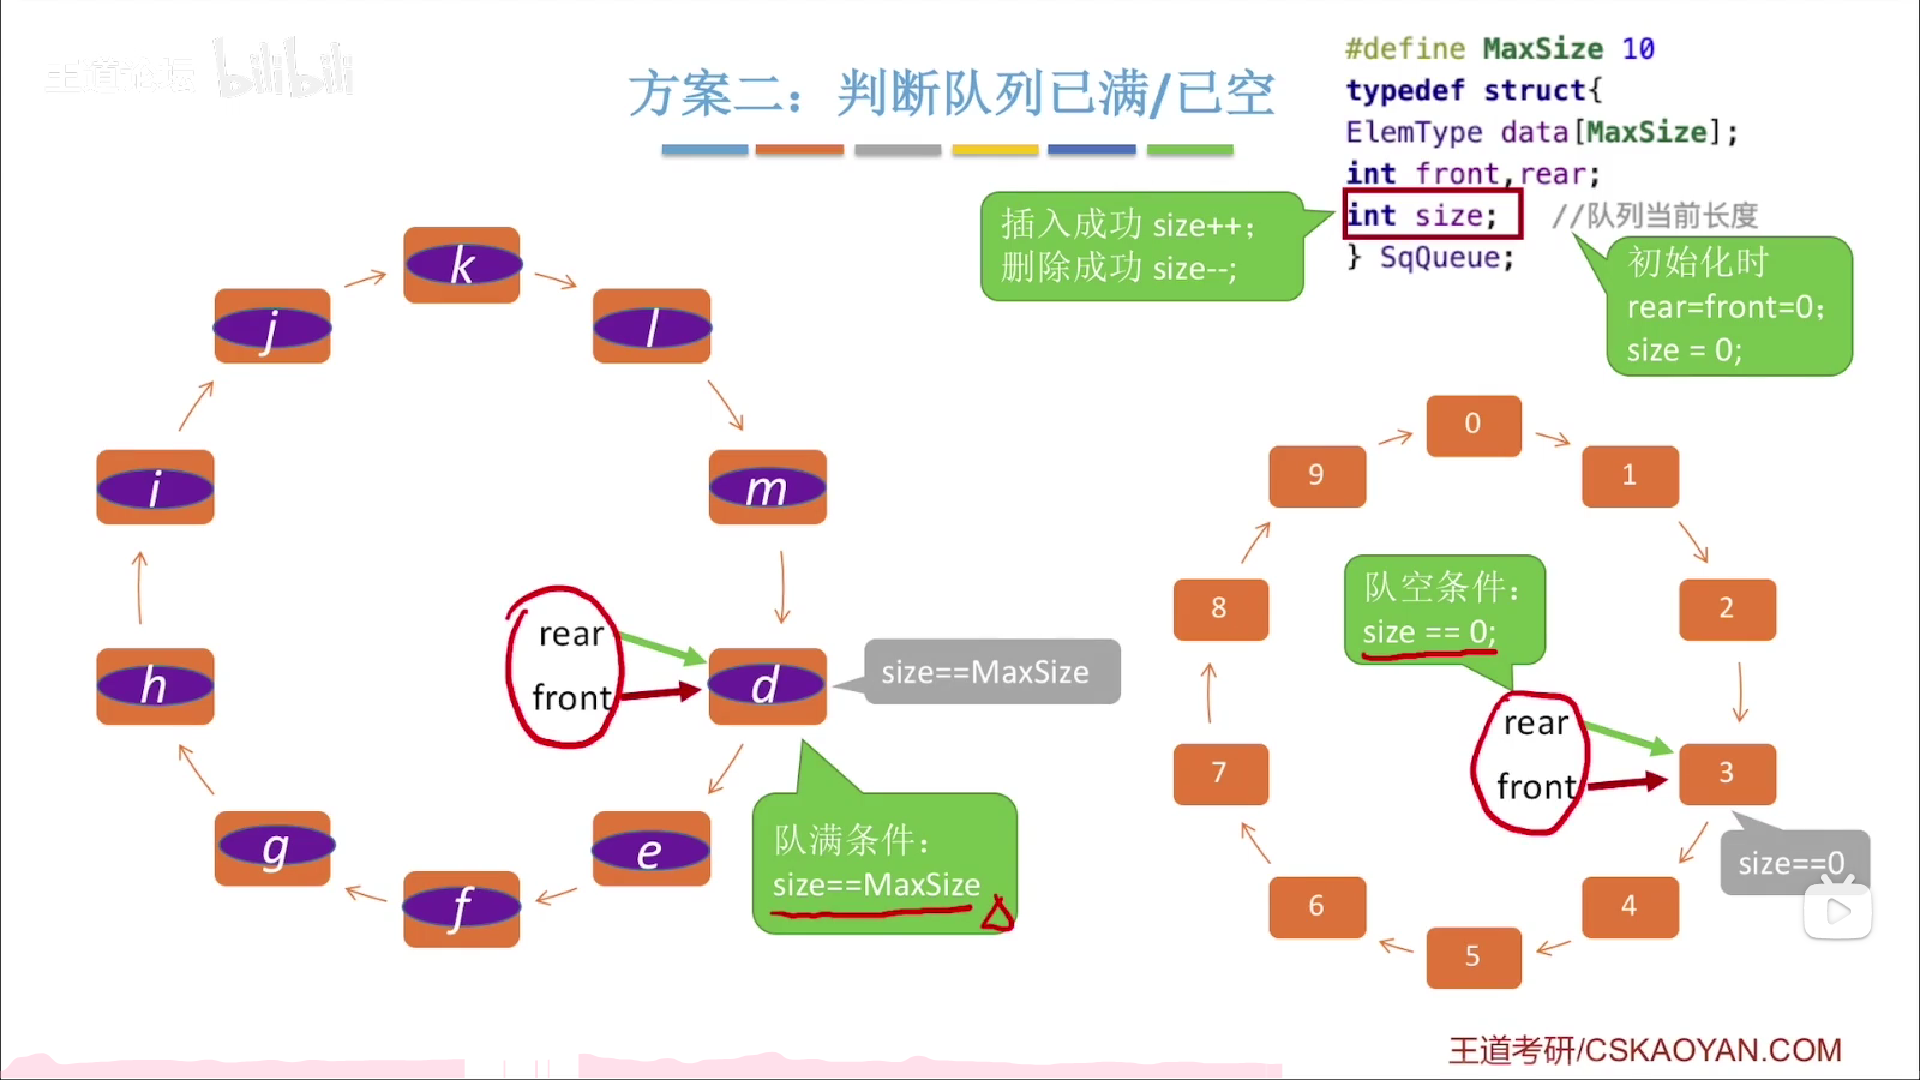 王道论坛 bilibili
方案二：判断队列已满/已空
#define MaxSize 10
typedef struct{
ElemType data[MaxSize];
int front,rear;
int size; //队列当前长度
} SqQueue;
插入成功 size++;
删除成功 size--;
初始化时
rear=front=0;
size = 0;
k
j
l
i
m
h
d
g
e
f
rear
front
size==MaxSize
队满条件：
size==MaxSize
0
9
1
8
2
7
3
6
4
5
队空条件：
size == 0;
rear
front
size==0
王道考研/CSKAOYAN.COM